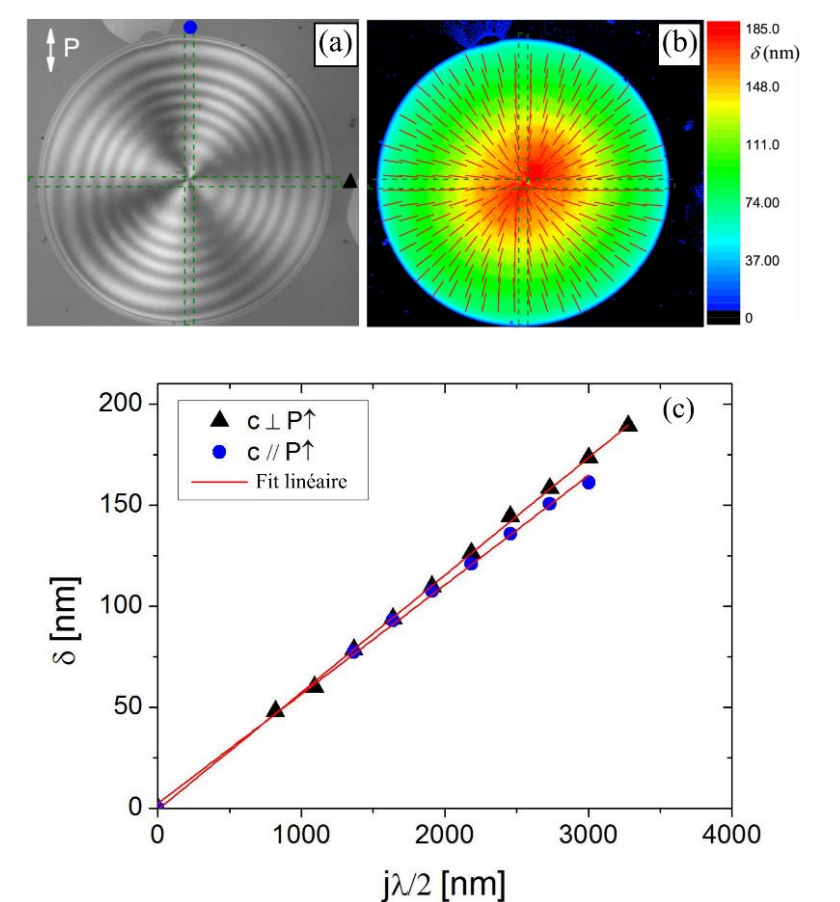 P
(a)
(b)
185.0
δ (nm)
148.0
111.0
74.00
37.00
0
(c)
c ⊥ P↑
c // P↑
Fit linéaire
200
150
100
50
0
δ [nm]
0
1000
2000
3000
4000
jλ/2 [nm]